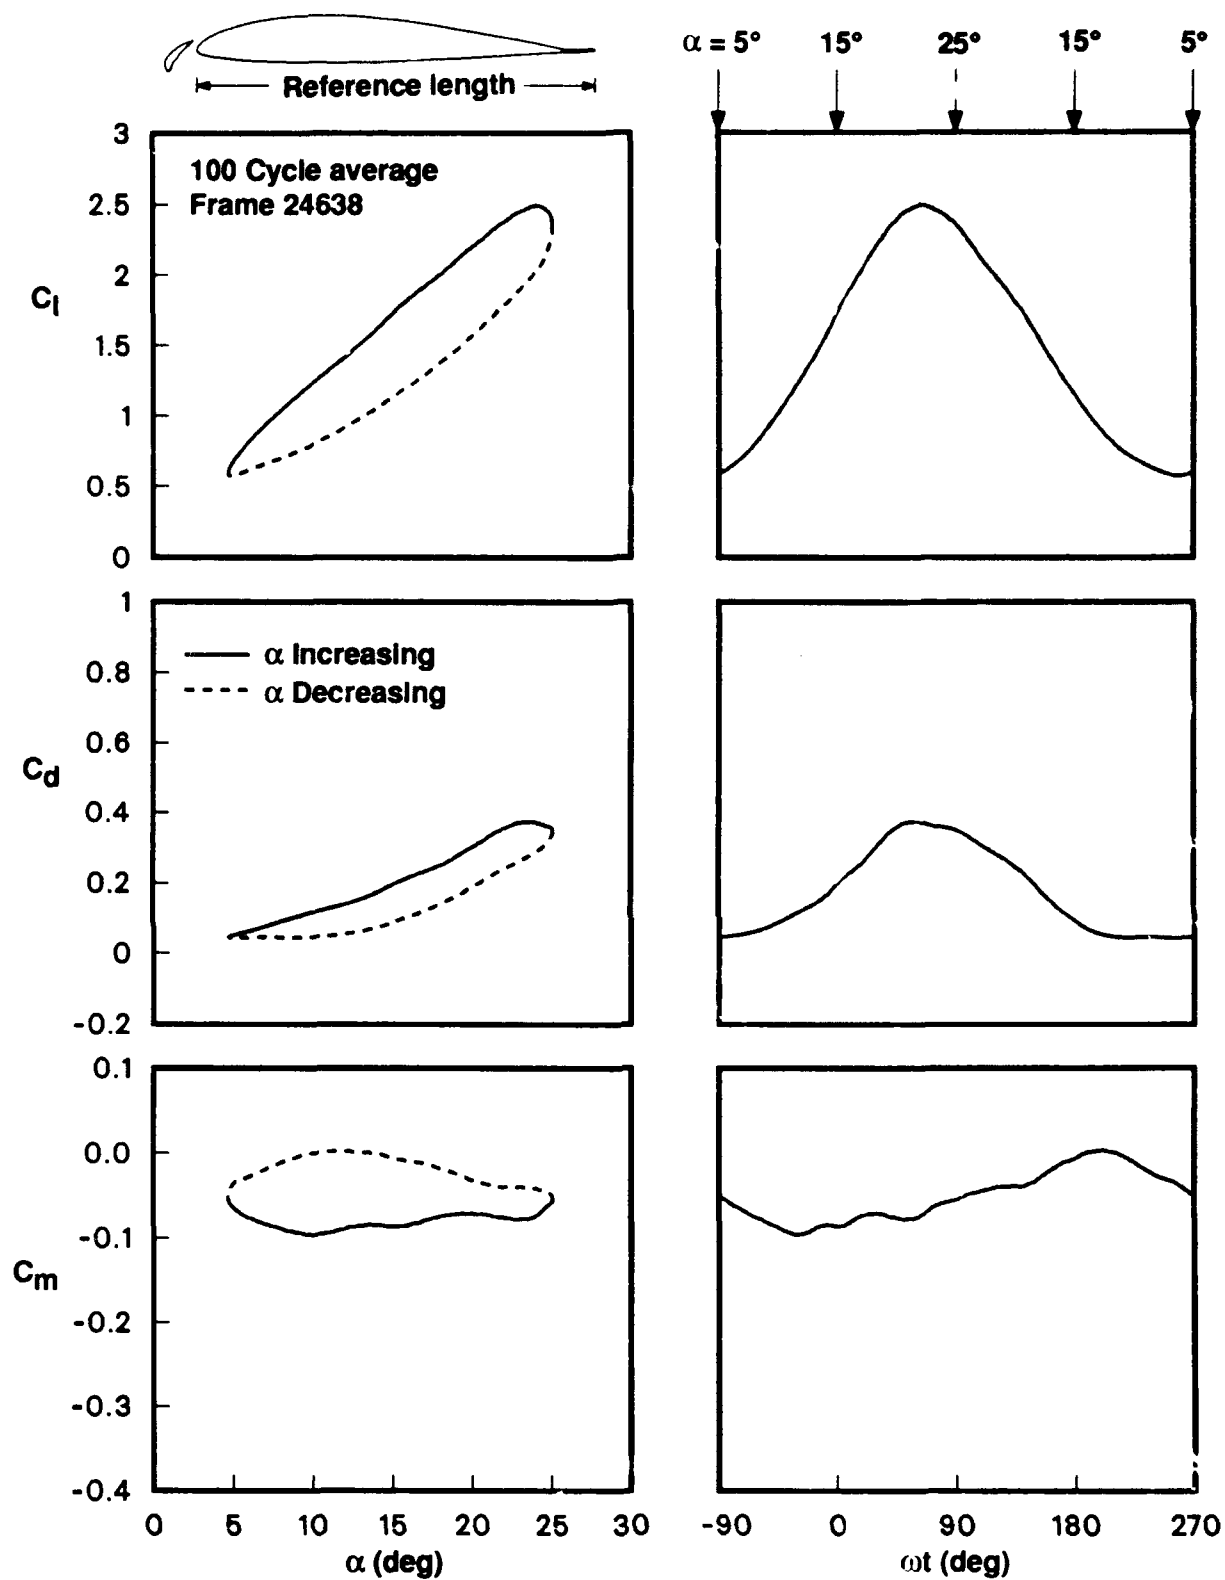 α = 5° 15° 25° 15° 5°
Reference length
3
100 Cycle average
Frame 24638
2.5
2
Cl
1.5
1
0.5
0
1
α Increasing
α Decreasing
0.8
0.6
Cd
0.4
0.2
0
-0.2
0.1
0.0
-0.1
Cm
-0.2
-0.3
-0.4
0 5 10 15 20 25 30
α (deg)
-90 0 90 180 270
ωt (deg)